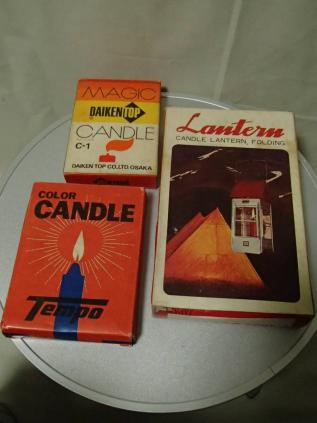 MAGIC
DAIKEN TOP
CANDLE
C-1
DAIKEN TOP CO.,LTD. OSAKA
Lantern
CANDLE LANTERN, FOLDING
COLOR
CANDLE
Tempo